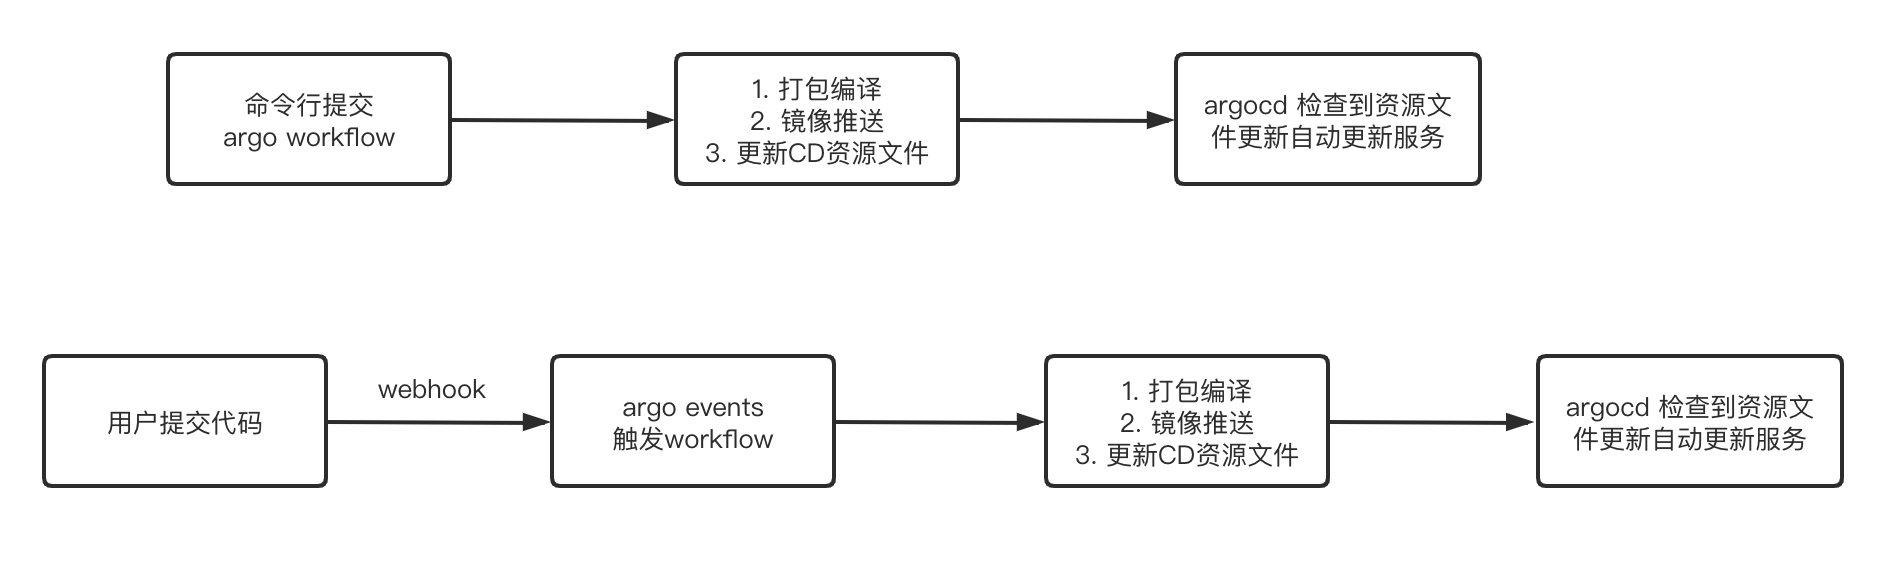 命令行提交
argo workflow
1. 打包编译
2. 镜像推送
3. 更新CD资源文件
argocd 检查到资源文
件更新自动更新服务
用户提交代码
webhook
argo events
触发workflow
1. 打包编译
2. 镜像推送
3. 更新CD资源文件
argocd 检查到资源文
件更新自动更新服务